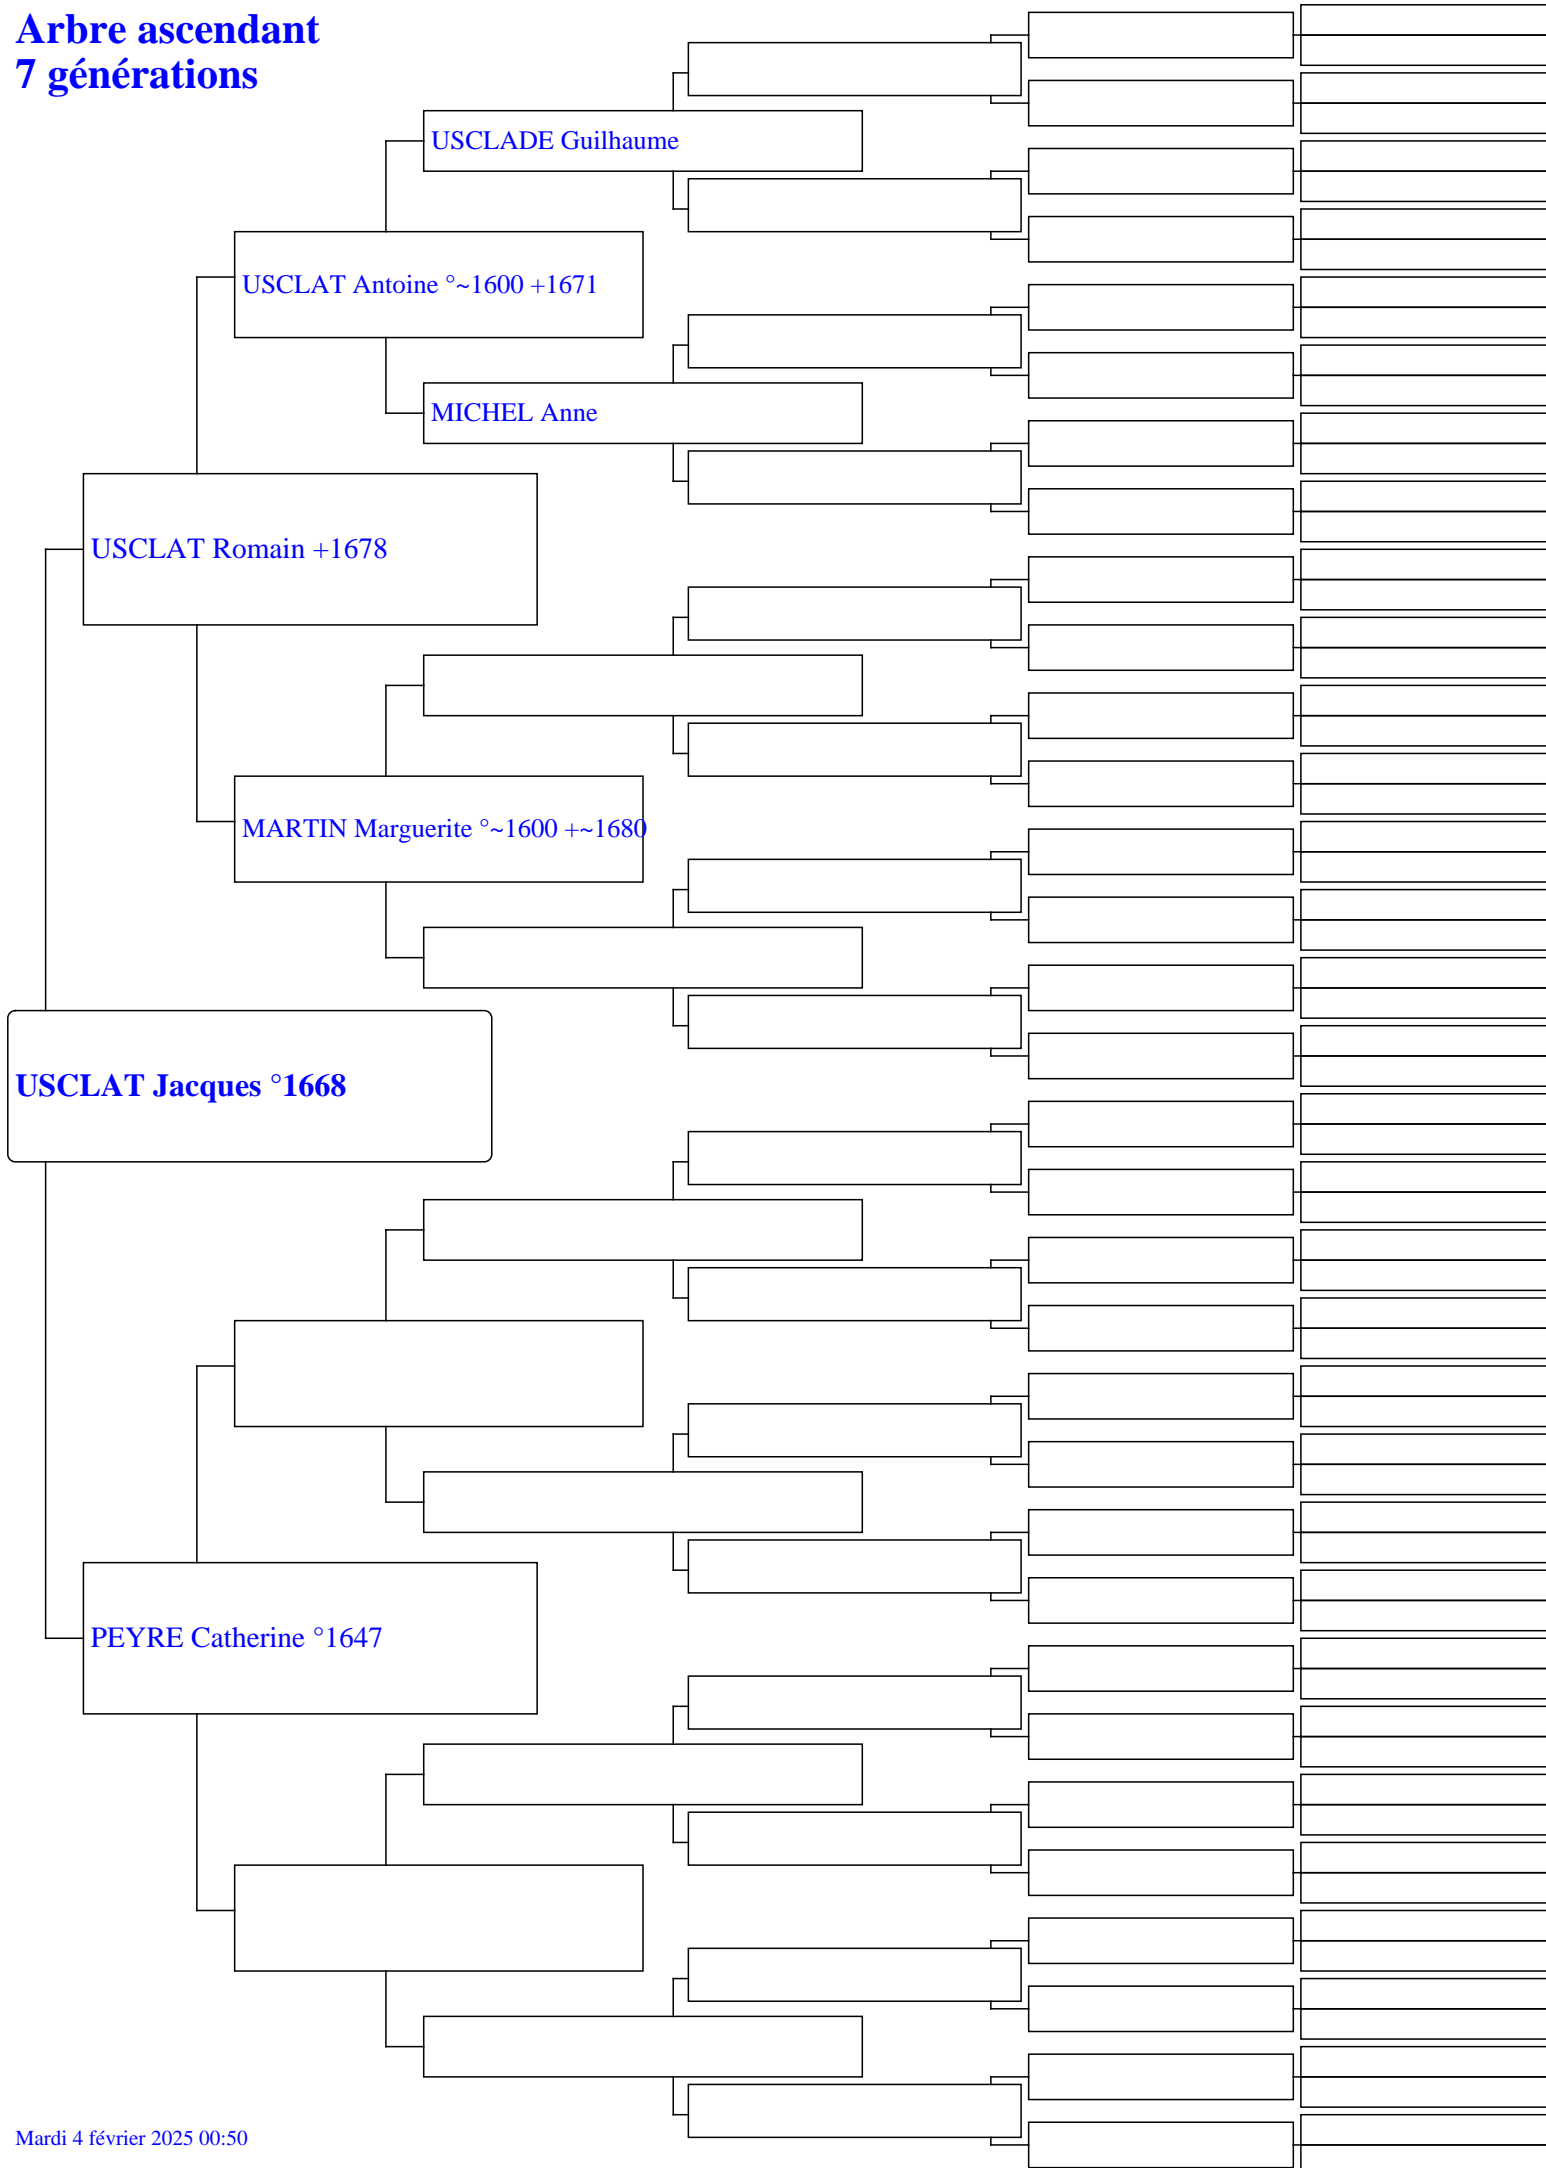 Arbre ascendant
7 générations
USCLADE Guilhaume
USCLAT Antoine °~1600 +1671
MICHEL Anne
USCLAT Romain +1678
MARTIN Marguerite °~1600 +~1680
USCLAT Jacques °1668
PEYRE Catherine °1647
Mardi 4 février 2025 00:50